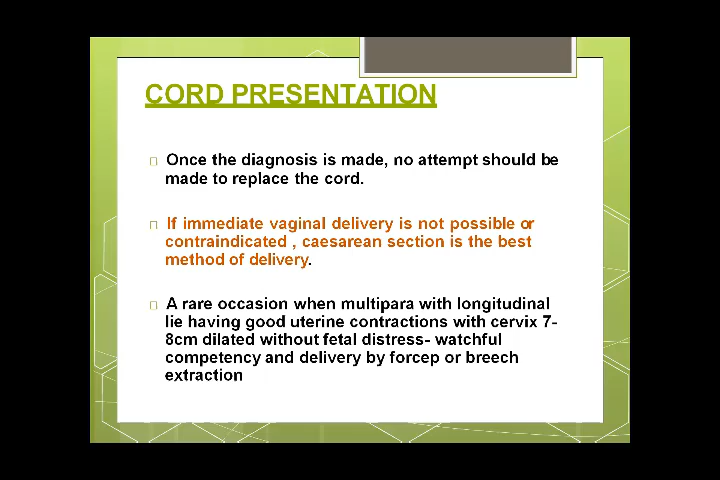 CORD PRESENTATION
Once the diagnosis is made, no attempt should be
made to replace the cord.
If immediate vaginal delivery is not possible or
contraindicated , caesarean section is the best
method of delivery.
A rare occasion when multipara with longitudinal
lie having good uterine contractions with cervix 7-
8cm dilated without fetal distress- watchful
competency and delivery by forcep or breech
extraction